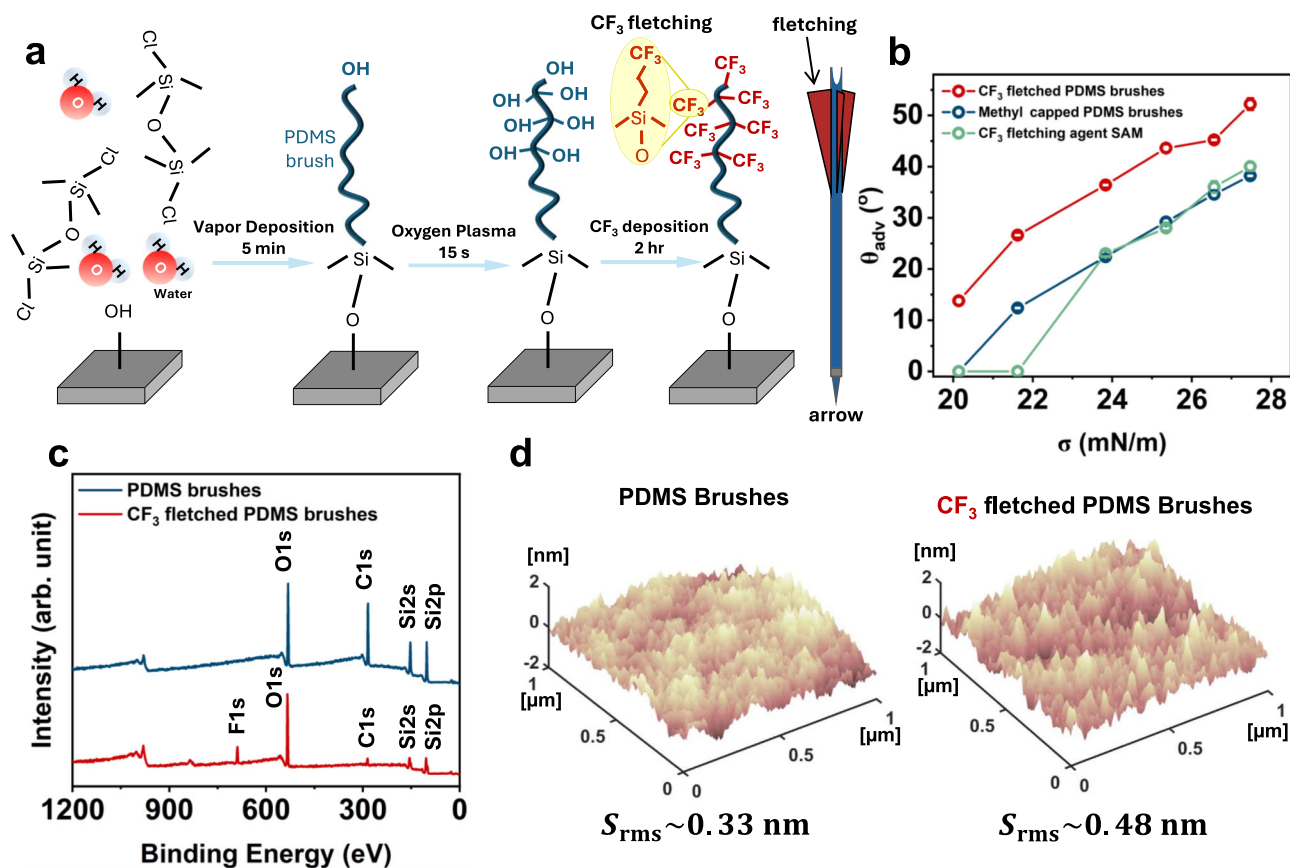 a
Cl
Si
O
Si
Cl
H
O
H
Cl
Si
O
Si
Cl
H
O
H
H
O
H
Water
OH
Vapor Deposition
5 min
OH
PDMS
brush
Si
O
Oxygen Plasma
15 s
OH
OH OH
OH OH
OH OH
Si
O
CF₃ deposition
2 hr
CF₃ fletching
CF₃
Si
O
CF₃
CF₃
CF₃
CF₃
CF₃
CF₃
CF₃
CF₃
CF₃
Si
O
fletching
arrow
b
CF₃ fletched PDMS brushes
Methyl capped PDMS brushes
CF₃ fletching agent SAM
θadv (º)
50
40
30
20
10
0
20 22 24 26 28
σ (mN/m)
c
PDMS brushes
CF₃ fletched PDMS brushes
Intensity (arb. unit)
O1s
C1s
Si2s
Si2p
F1s
O1s
C1s
Si2s
Si2p
1200 900 600 300 0
Binding Energy (eV)
d
PDMS Brushes
[nm]
2
0
-2
1
[µm]
0.5
0
0
0.5
1
[µm]
Srms~0.33 nm
CF₃ fletched PDMS Brushes
[nm]
2
0
-2
1
[µm]
0.5
0
0
0.5
1
[µm]
Srms~0.48 nm